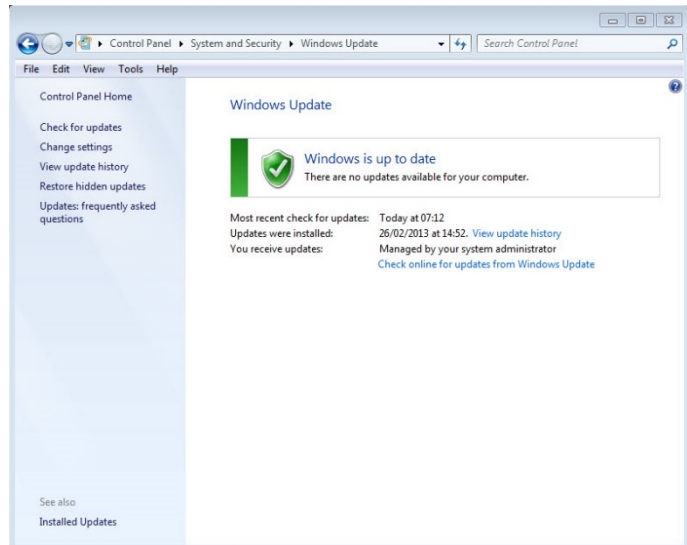 Control Panel ▸ System and Security ▸ Windows Update
Search Control Panel
File Edit View Tools Help
Control Panel Home
Check for updates
Change settings
View update history
Restore hidden updates
Updates: frequently asked
questions
See also
Installed Updates
Windows Update
Windows is up to date
There are no updates available for your computer.
Most recent check for updates: Today at 07:12
Updates were installed: 26/02/2013 at 14:52. View update history
You receive updates: Managed by your system administrator
Check online for updates from Windows Update